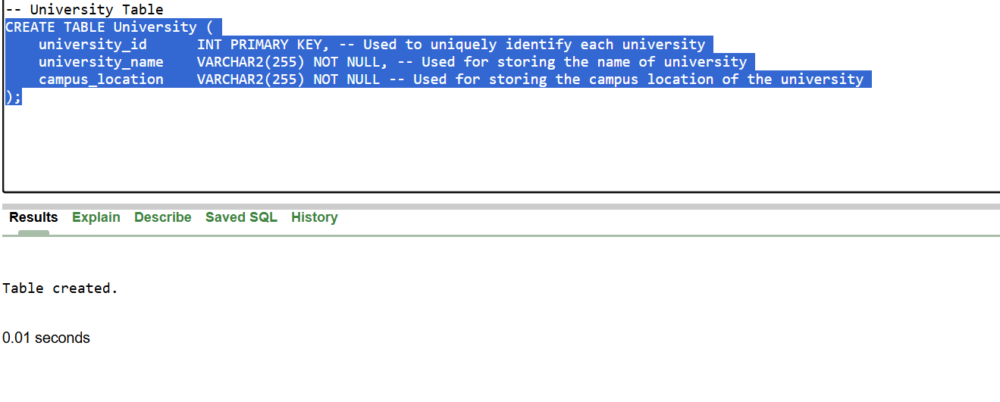 -- University Table
CREATE TABLE University (
    university_id      INT PRIMARY KEY, -- Used to uniquely identify each university
    university_name    VARCHAR2(255) NOT NULL, -- Used for storing the name of university
    campus_location    VARCHAR2(255) NOT NULL -- Used for storing the campus location of the university
);
Results Explain Describe Saved SQL History
Table created.
0.01 seconds